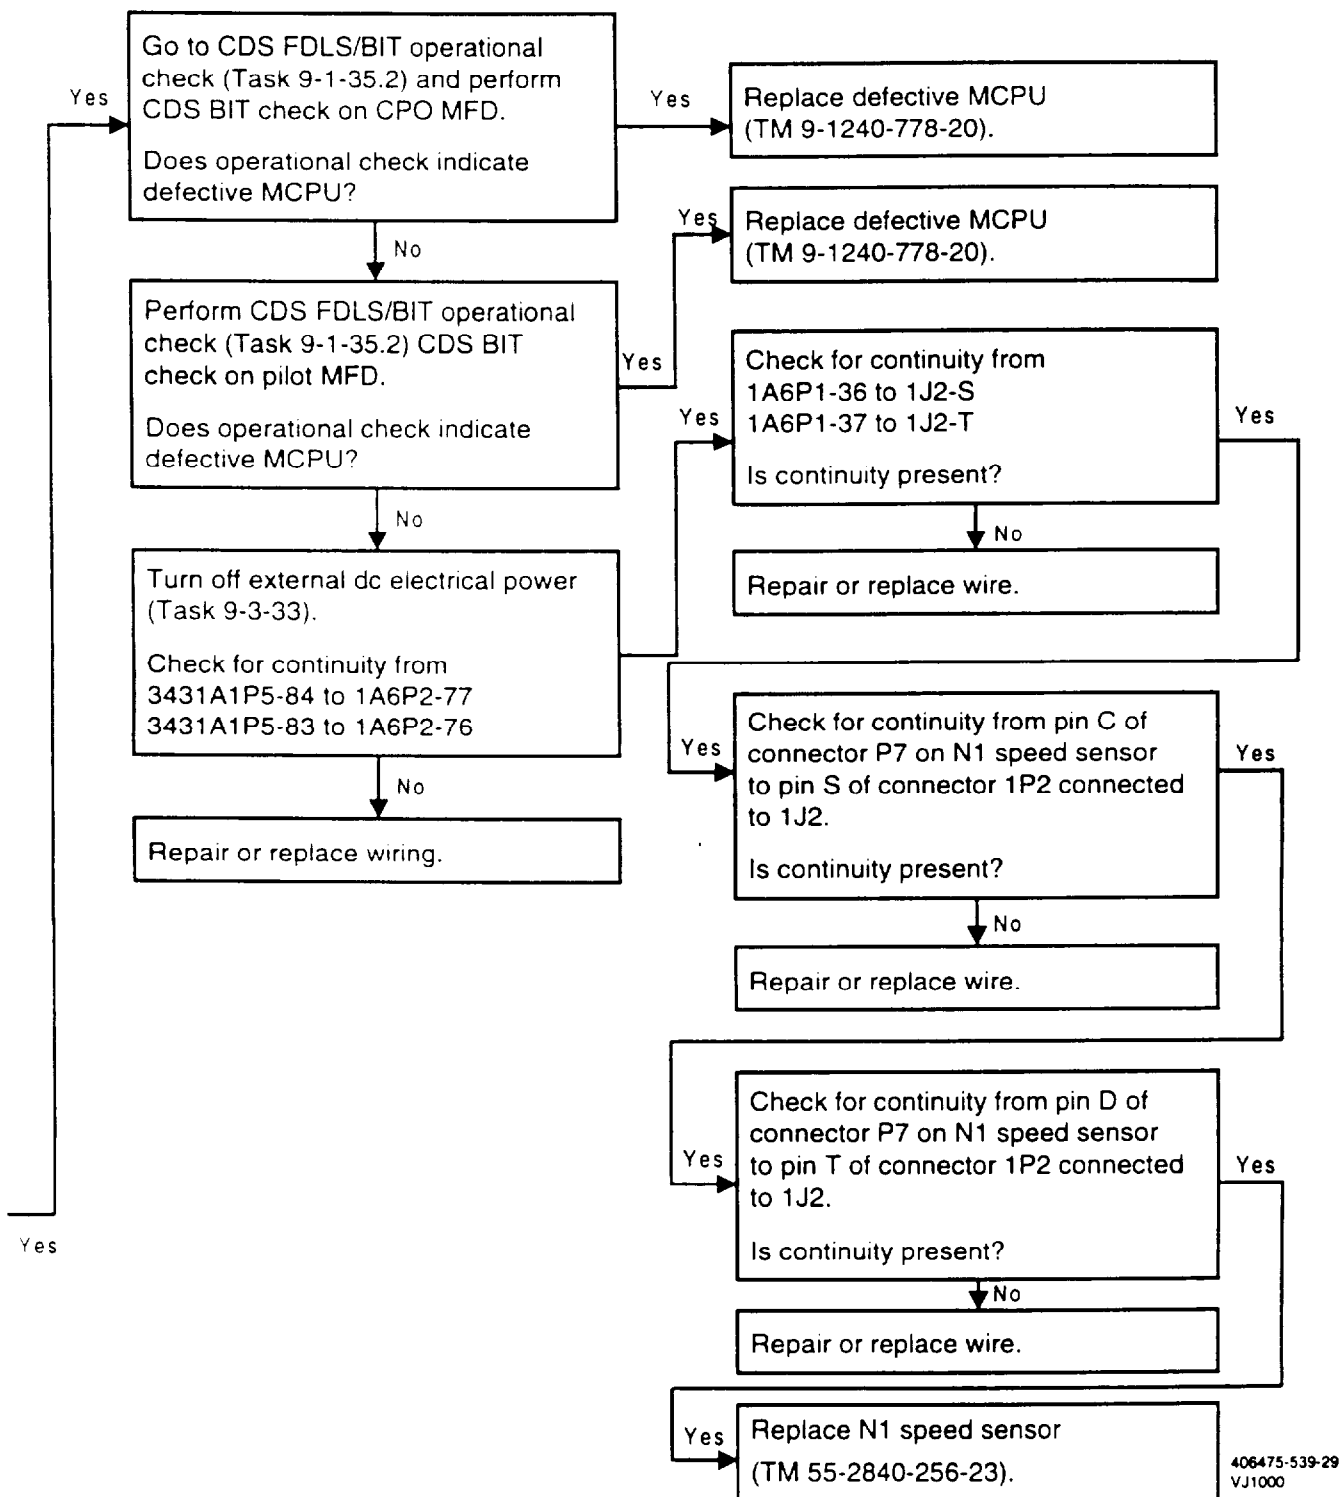 Go to CDS FDLS/BIT operational
check (Task 9-1-35.2) and perform
CDS BIT check on CPO MFD.
Does operational check indicate
defective MCPU?
Yes
Yes
Replace defective MCPU
(TM 9-1240-778-20).
No
Yes
Replace defective MCPU
(TM 9-1240-778-20).
Perform CDS FDLS/BIT operational
check (Task 9-1-35.2) CDS BIT
check on pilot MFD.
Does operational check indicate
defective MCPU?
Yes
No
Yes
Check for continuity from
1A6P1-36 to 1J2-S
1A6P1-37 to 1J2-T
Is continuity present?
Yes
No
Repair or replace wire.
Turn off external dc electrical power
(Task 9-3-33).
Check for continuity from
3431A1P5-84 to 1A6P2-77
3431A1P5-83 to 1A6P2-76
No
Repair or replace wiring.
Yes
Check for continuity from pin C of
connector P7 on N1 speed sensor
to pin S of connector 1P2 connected
to 1J2.
Is continuity present?
Yes
No
Repair or replace wire.
Yes
Check for continuity from pin D of
connector P7 on N1 speed sensor
to pin T of connector 1P2 connected
to 1J2.
Is continuity present?
Yes
No
Repair or replace wire.
Yes
Yes
Replace N1 speed sensor
(TM 55-2840-256-23).
406475-539-29
VJ1000